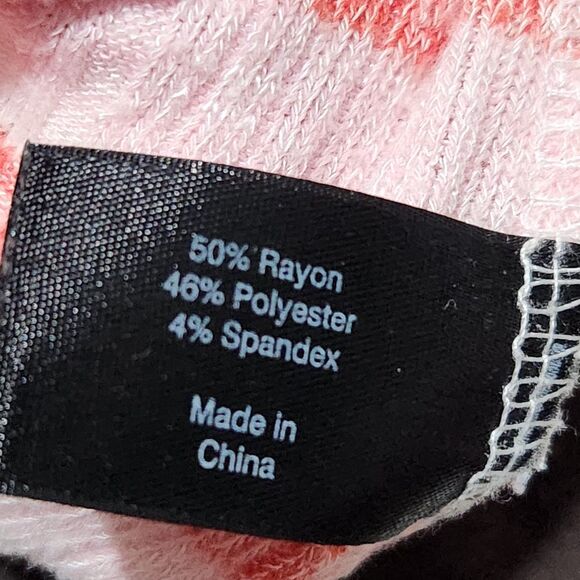 50% Rayon
46% Polyester
4% Spandex
Made in
China